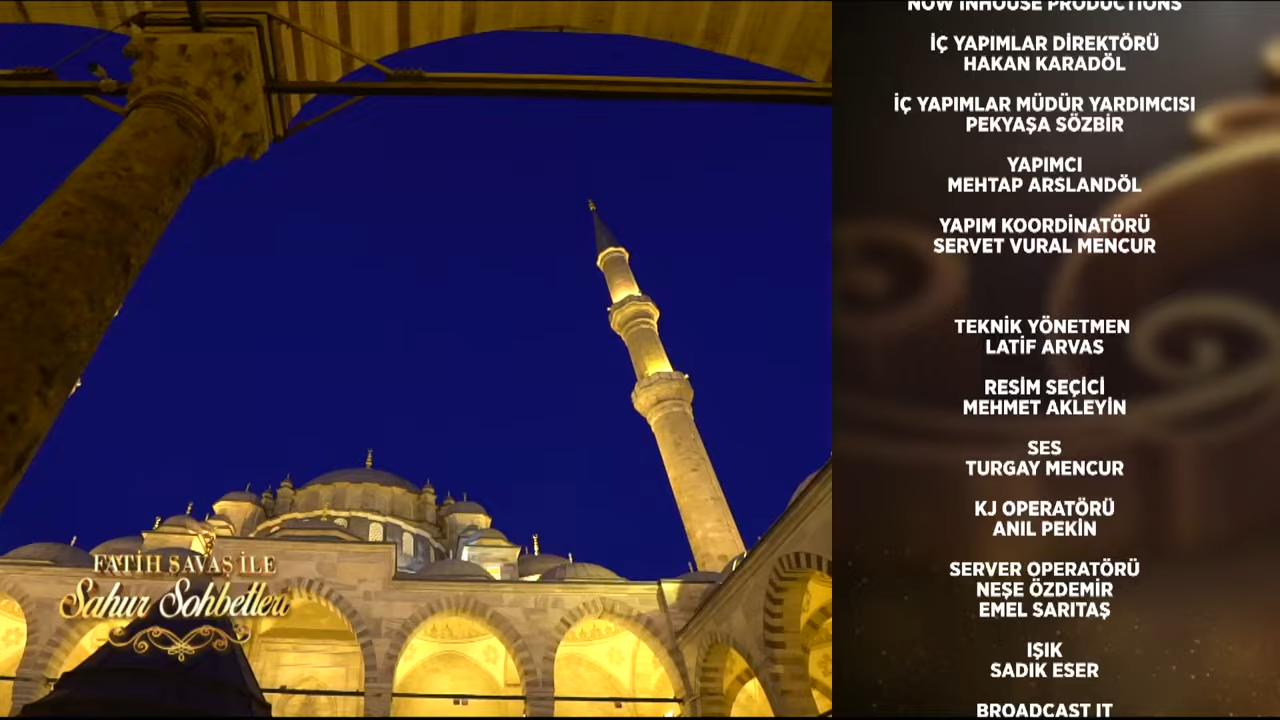 FATİH SAVAŞ İLE
Sahur Sohbetleri
NOW INHOUSE PRODUCTIONS
İÇ YAPIMLAR DİREKTÖRÜ
HAKAN KARADÖL
İÇ YAPIMLAR MÜDÜR YARDIMCISI
PEKYAŞA SÖZBİR
YAPIMCI
MEHTAP ARSLANDÖL
YAPIM KOORDİNATÖRÜ
SERVET VURAL MENCUR
TEKNİK YÖNETMEN
LATİF ARVAS
RESİM SEÇİCİ
MEHMET AKLEYİN
SES
TURGAY MENCUR
KJ OPERATÖRÜ
ANIL PEKİN
SERVER OPERATÖRÜ
NEŞE ÖZDEMİR
EMEL SARITAŞ
IŞIK
SADIK ESER
BROADCAST IT